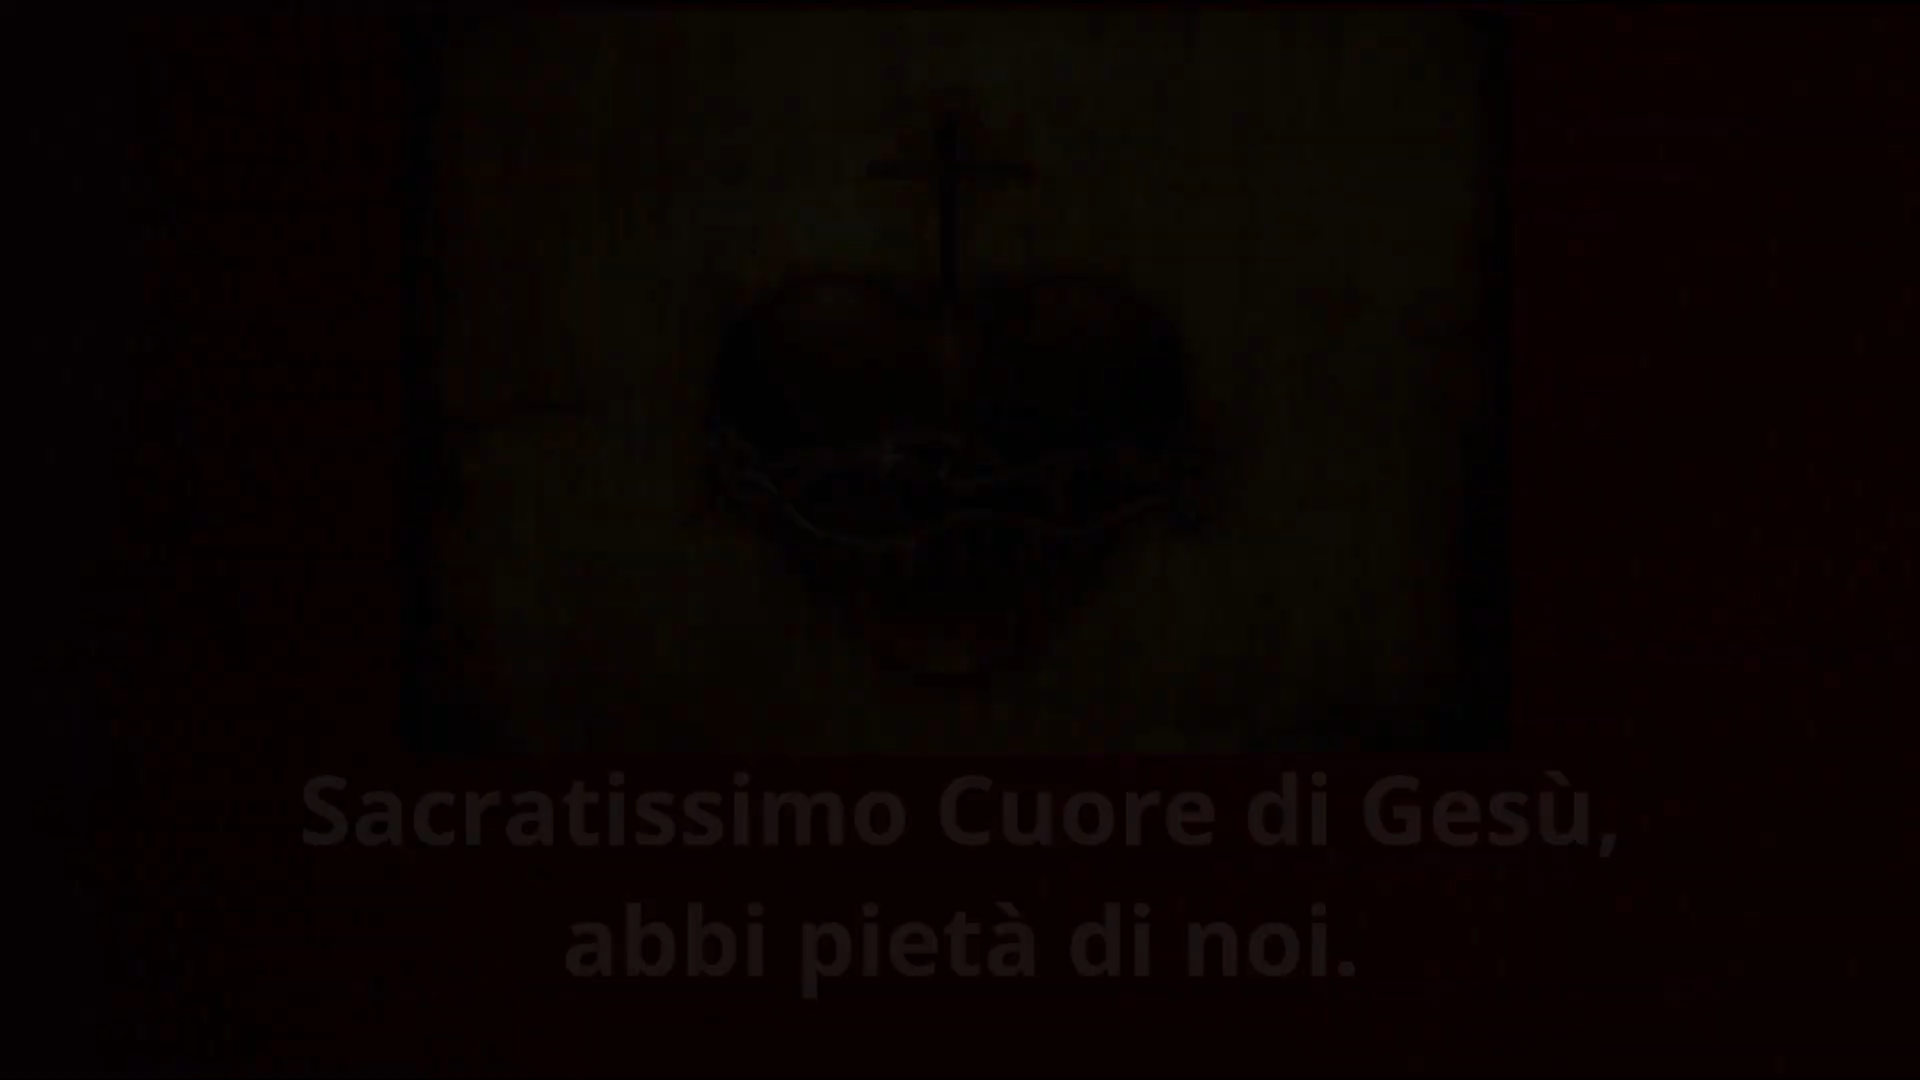 Sacratissimo Cuore di Gesù,
abbi pietà di noi.